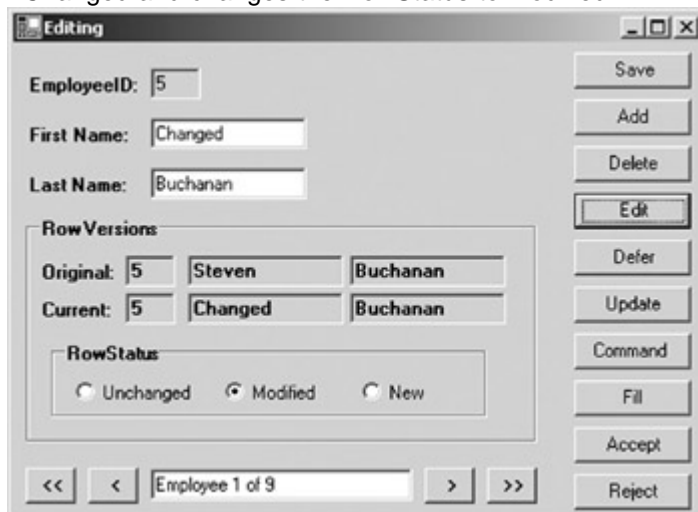 Editing
EmployeeID: 5
First Name: Changed
Last Name: Buchanan
RowVersions
Original: 5 Steven Buchanan
Current: 5 Changed Buchanan
RowStatus
Unchanged Modified New
<< < Employee 1 of 9 > >>
Save
Add
Delete
Edit
Defer
Update
Command
Fill
Accept
Reject